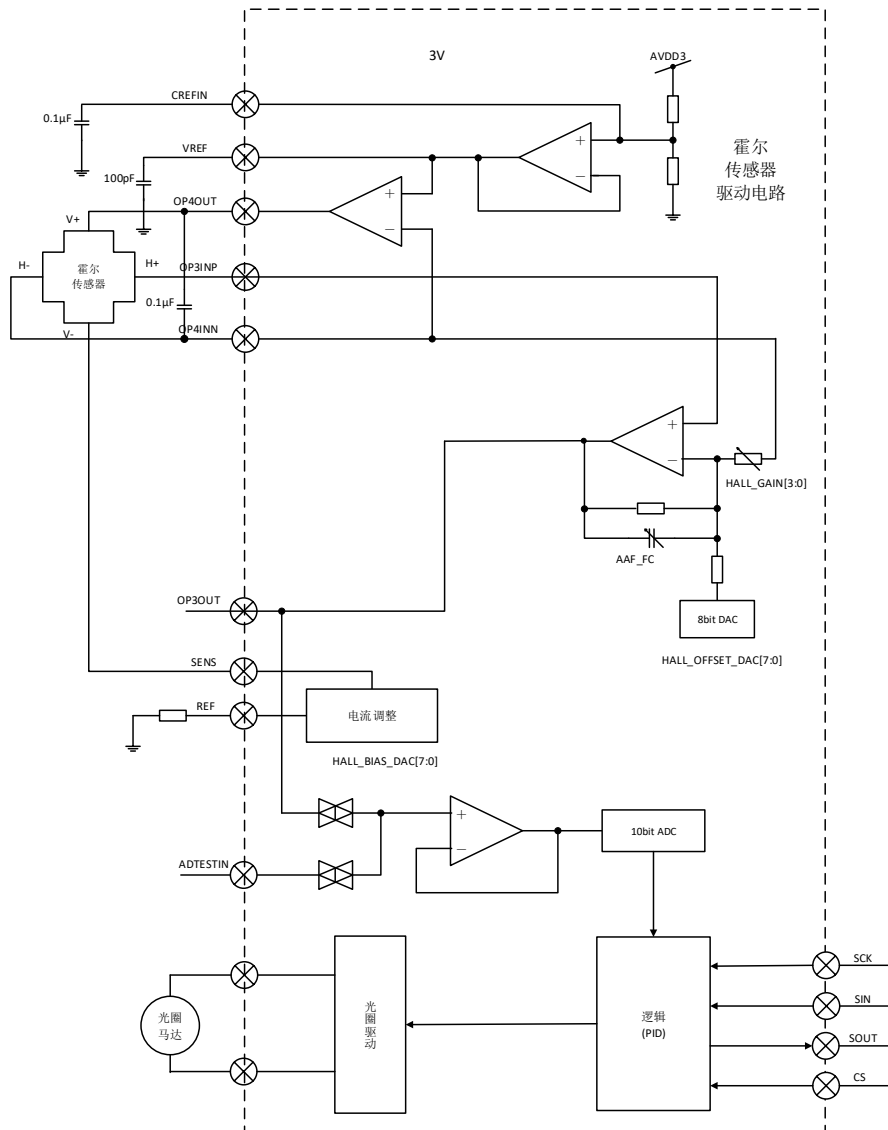 3V
AVDD3
CREFIN
0.1μF
VREF
100pF
OP4OUT
霍尔
传感器
驱动电路
+
−
+
−
V+
H-
霍尔
传感器
H+
OP3INP
0.1μF
V-
OP4INN
+
−
HALL_GAIN[3:0]
AAF_FC
8bit DAC
HALL_OFFSET_DAC[7:0]
OP3OUT
SENS
REF
电流调整
HALL_BIAS_DAC[7:0]
+
−
10bit ADC
ADTESTIN
光圈
马达
光圈驱动
逻辑
(PID)
SCK
SIN
SOUT
CS